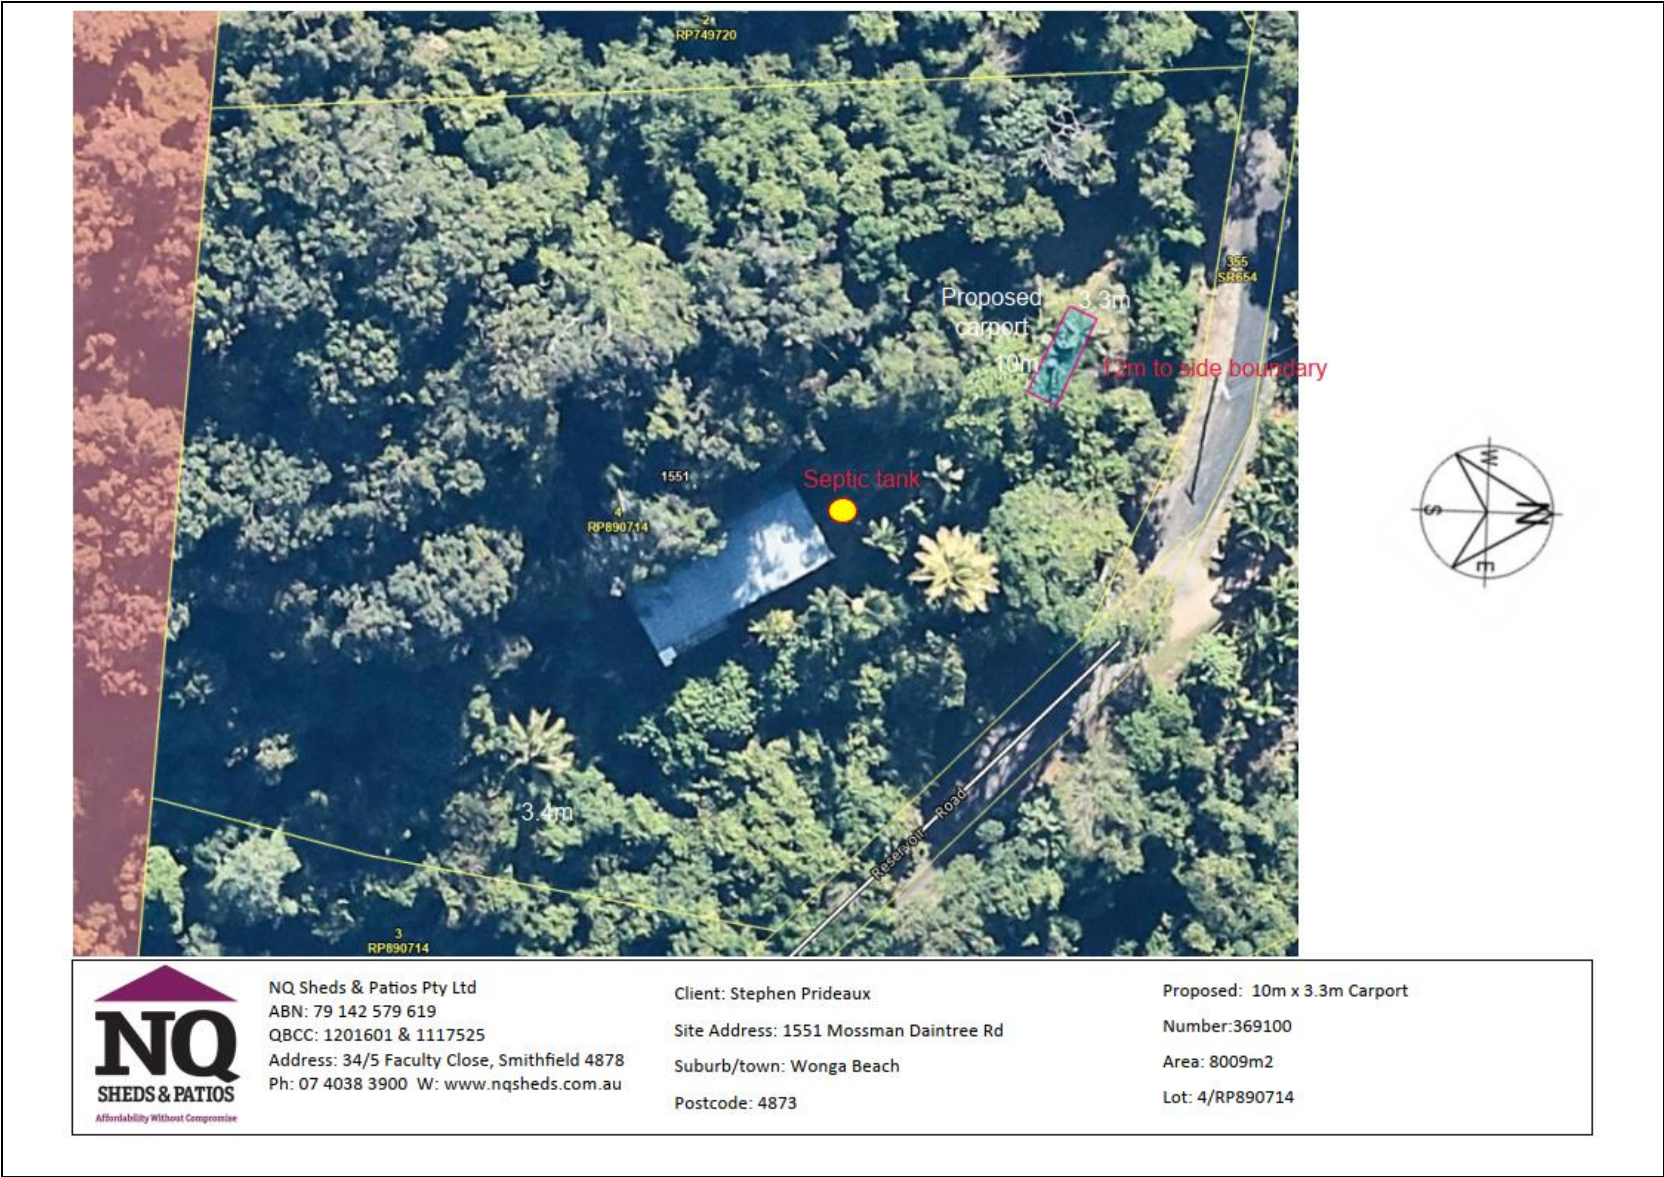 2
RP749720
355
SR654
Proposed
carport
3.3m
10m
12m to side boundary
1551
Septic tank
4
RP890714
3.4m
Reservoir Road
3
RP890714
W
S
N
E
NQ
SHEDS & PATIOS
Affordability Without Compromise
NQ Sheds & Patios Pty Ltd
ABN: 79 142 579 619
QBCC: 1201601 & 1117525
Address: 34/5 Faculty Close, Smithfield 4878
Ph: 07 4038 3900 W: www.nqsheds.com.au
Client: Stephen Prideaux
Site Address: 1551 Mossman Daintree Rd
Suburb/town: Wonga Beach
Postcode: 4873
Proposed: 10m x 3.3m Carport
Number:369100
Area: 8009m2
Lot: 4/RP890714